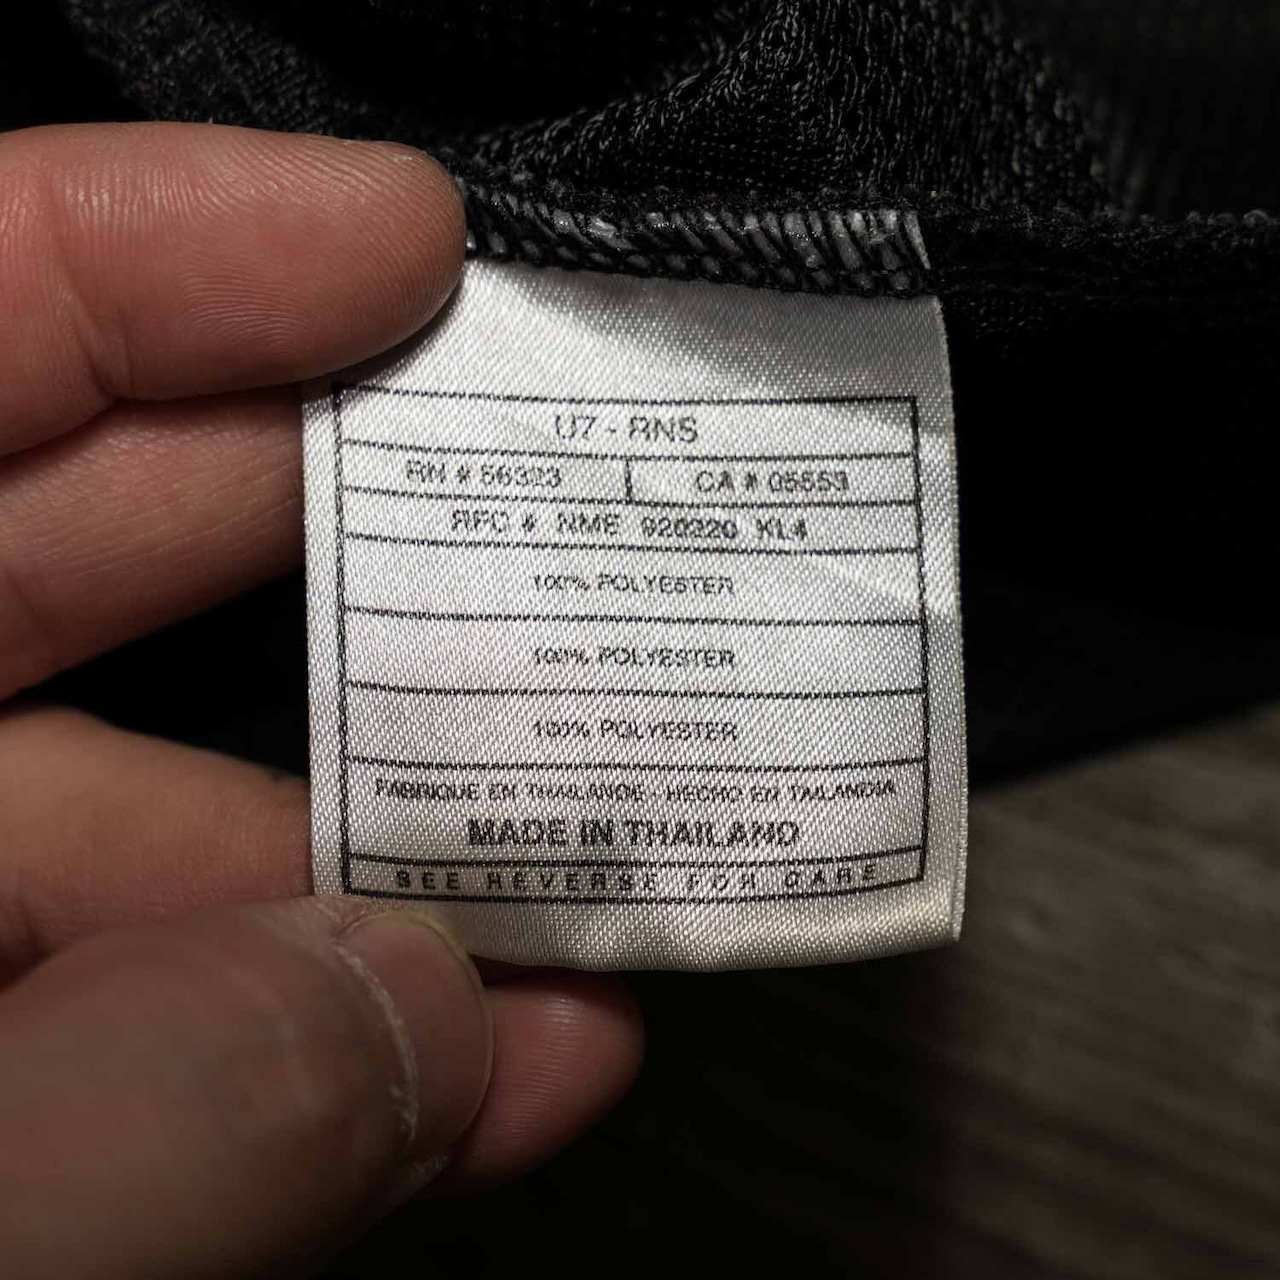 U7 - RNS
RN # 56323 CA # 05553
RFC # NME 920220 KL4
100% POLYESTER
100% POLYESTER
100% POLYESTER
FABRIQUE EN THAILANDE - HECHO EN TAILANDIA
MADE IN THAILAND
SEE REVERSE FOR CARE